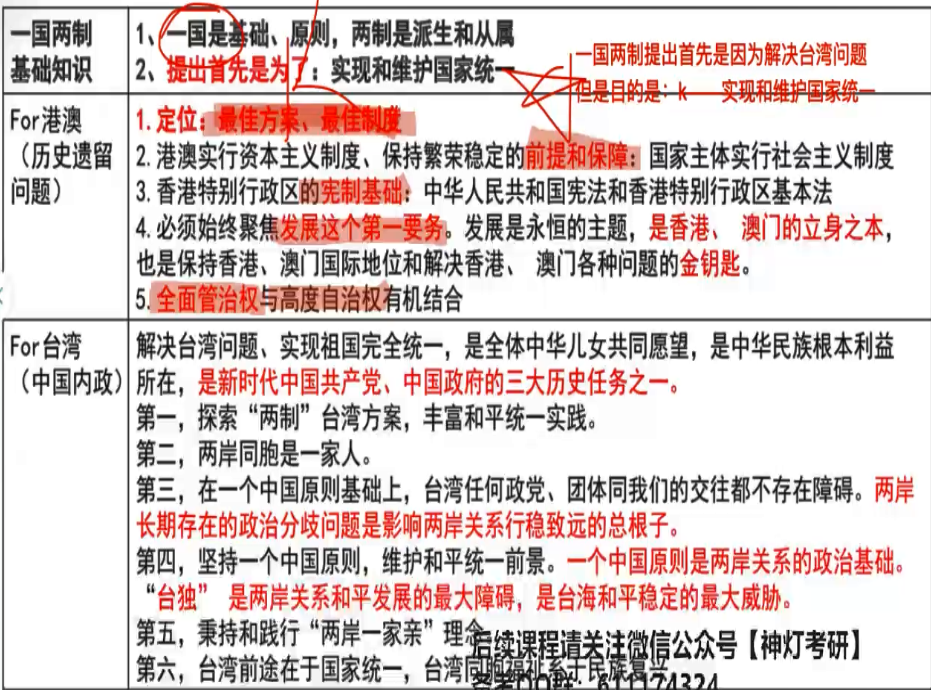 一国两制
基础知识
1、一国是基础、原则，两制是派生和从属
2、提出首先是为了：实现和维护国家统一
一国两制提出首先是因为解决台湾问题
但是目的是：k——实现和维护国家统一
For港澳
（历史遗留
问题）
1.定位：最佳方案、最佳制度
2.港澳实行资本主义制度、保持繁荣稳定的前提和保障：国家主体实行社会主义制度
3.香港特别行政区的宪制基础：中华人民共和国宪法和香港特别行政区基本法
4.必须始终聚焦发展这个第一要务。发展是永恒的主题，是香港、 澳门的立身之本，
也是保持香港、澳门国际地位和解决香港、 澳门各种问题的金钥匙。
5.全面管治权与高度自治权有机结合
For台湾
（中国内政）
解决台湾问题、实现祖国完全统一，是全体中华儿女共同愿望，是中华民族根本利益
所在，是新时代中国共产党、中国政府的三大历史任务之一。
第一，探索“两制”台湾方案，丰富和平统一实践。
第二，两岸同胞是一家人。
第三，在一个中国原则基础上，台湾任何政党、团体同我们的交往都不存在障碍。两岸
长期存在的政治分歧问题是影响两岸关系行稳致远的总根子。
第四，坚持一个中国原则，维护和平统一前景。一个中国原则是两岸关系的政治基础。
“台独” 是两岸关系和平发展的最大障碍，是台海和平稳定的最大威胁。
第五，秉持和践行“两岸一家亲”理念
后续课程请关注微信公众号【神灯考研】
第六，台湾前途在于国家统一，台湾同胞福祉系于民族复兴
备考QQ群：611174324